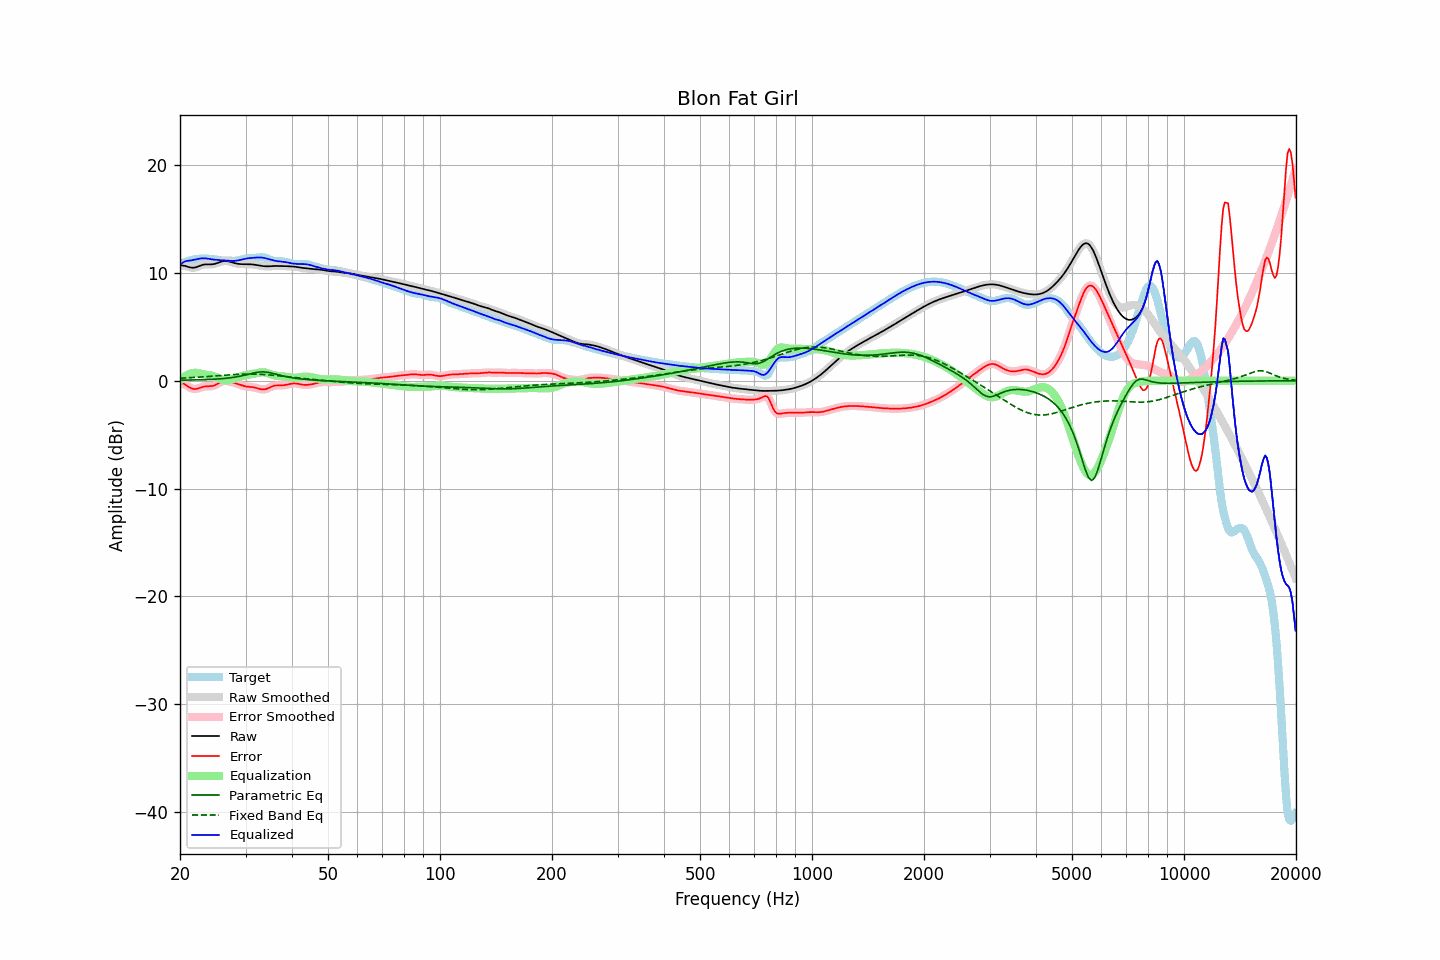 Blon Fat Girl
20
10
0
−10
−20
−30
−40
Amplitude (dBr)
Target
Raw Smoothed
Error Smoothed
Raw
Error
Equalization
Parametric Eq
Fixed Band Eq
Equalized
20 50 100 200 500 1000 2000 5000 10000 20000
Frequency (Hz)